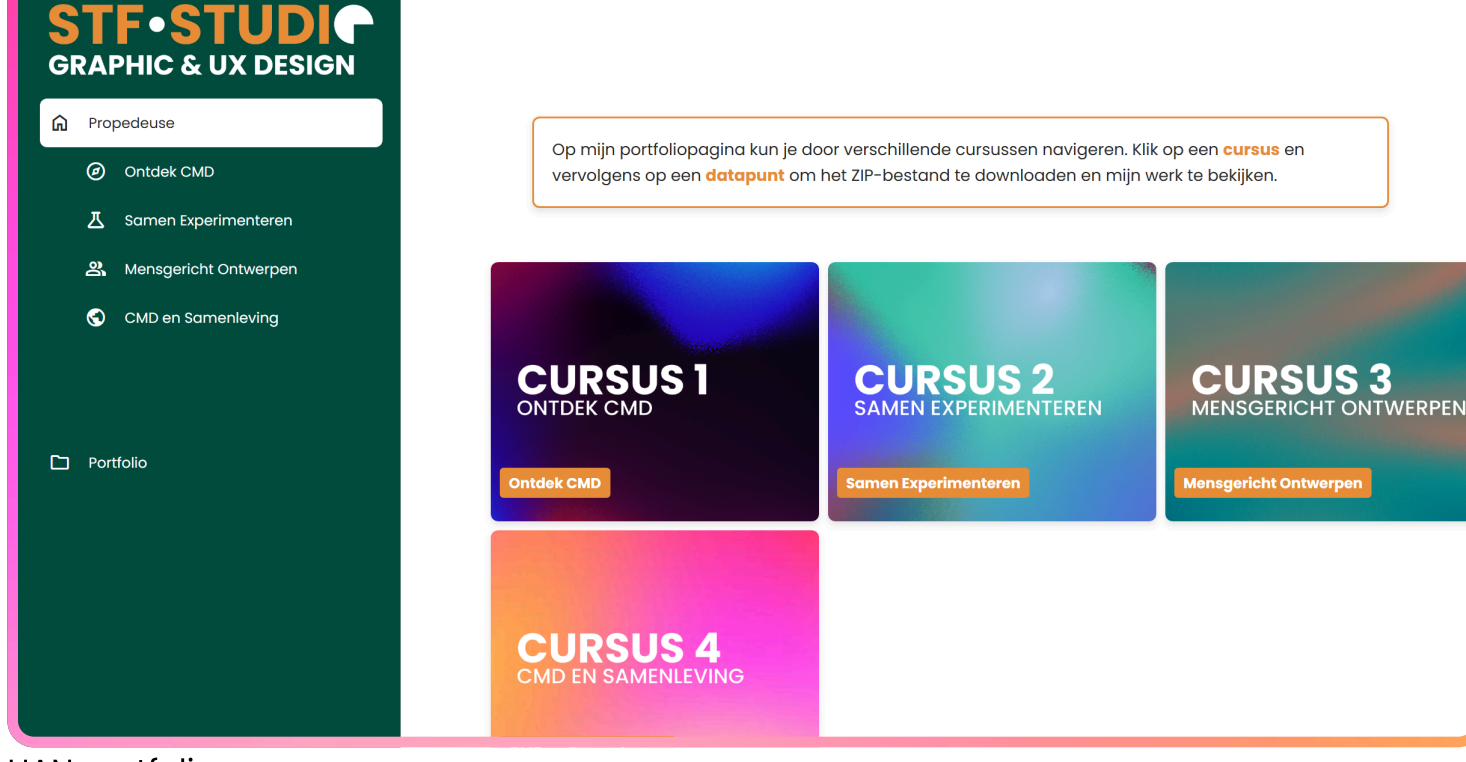 STF•STUDIO
GRAPHIC & UX DESIGN
Propedeuse
Ontdek CMD
Samen Experimenteren
Mensgericht Ontwerpen
CMD en Samenleving
Portfolio
Op mijn portfoliopagina kun je door verschillende cursussen navigeren. Klik op een cursus en
vervolgens op een datapunt om het ZIP-bestand te downloaden en mijn werk te bekijken.
CURSUS 1
ONTDEK CMD
Ontdek CMD
CURSUS 2
SAMEN EXPERIMENTEREN
Samen Experimenteren
CURSUS 3
MENSGERICHT ONTWERPEN
Mensgericht Ontwerpen
CURSUS 4
CMD EN SAMENLEVING